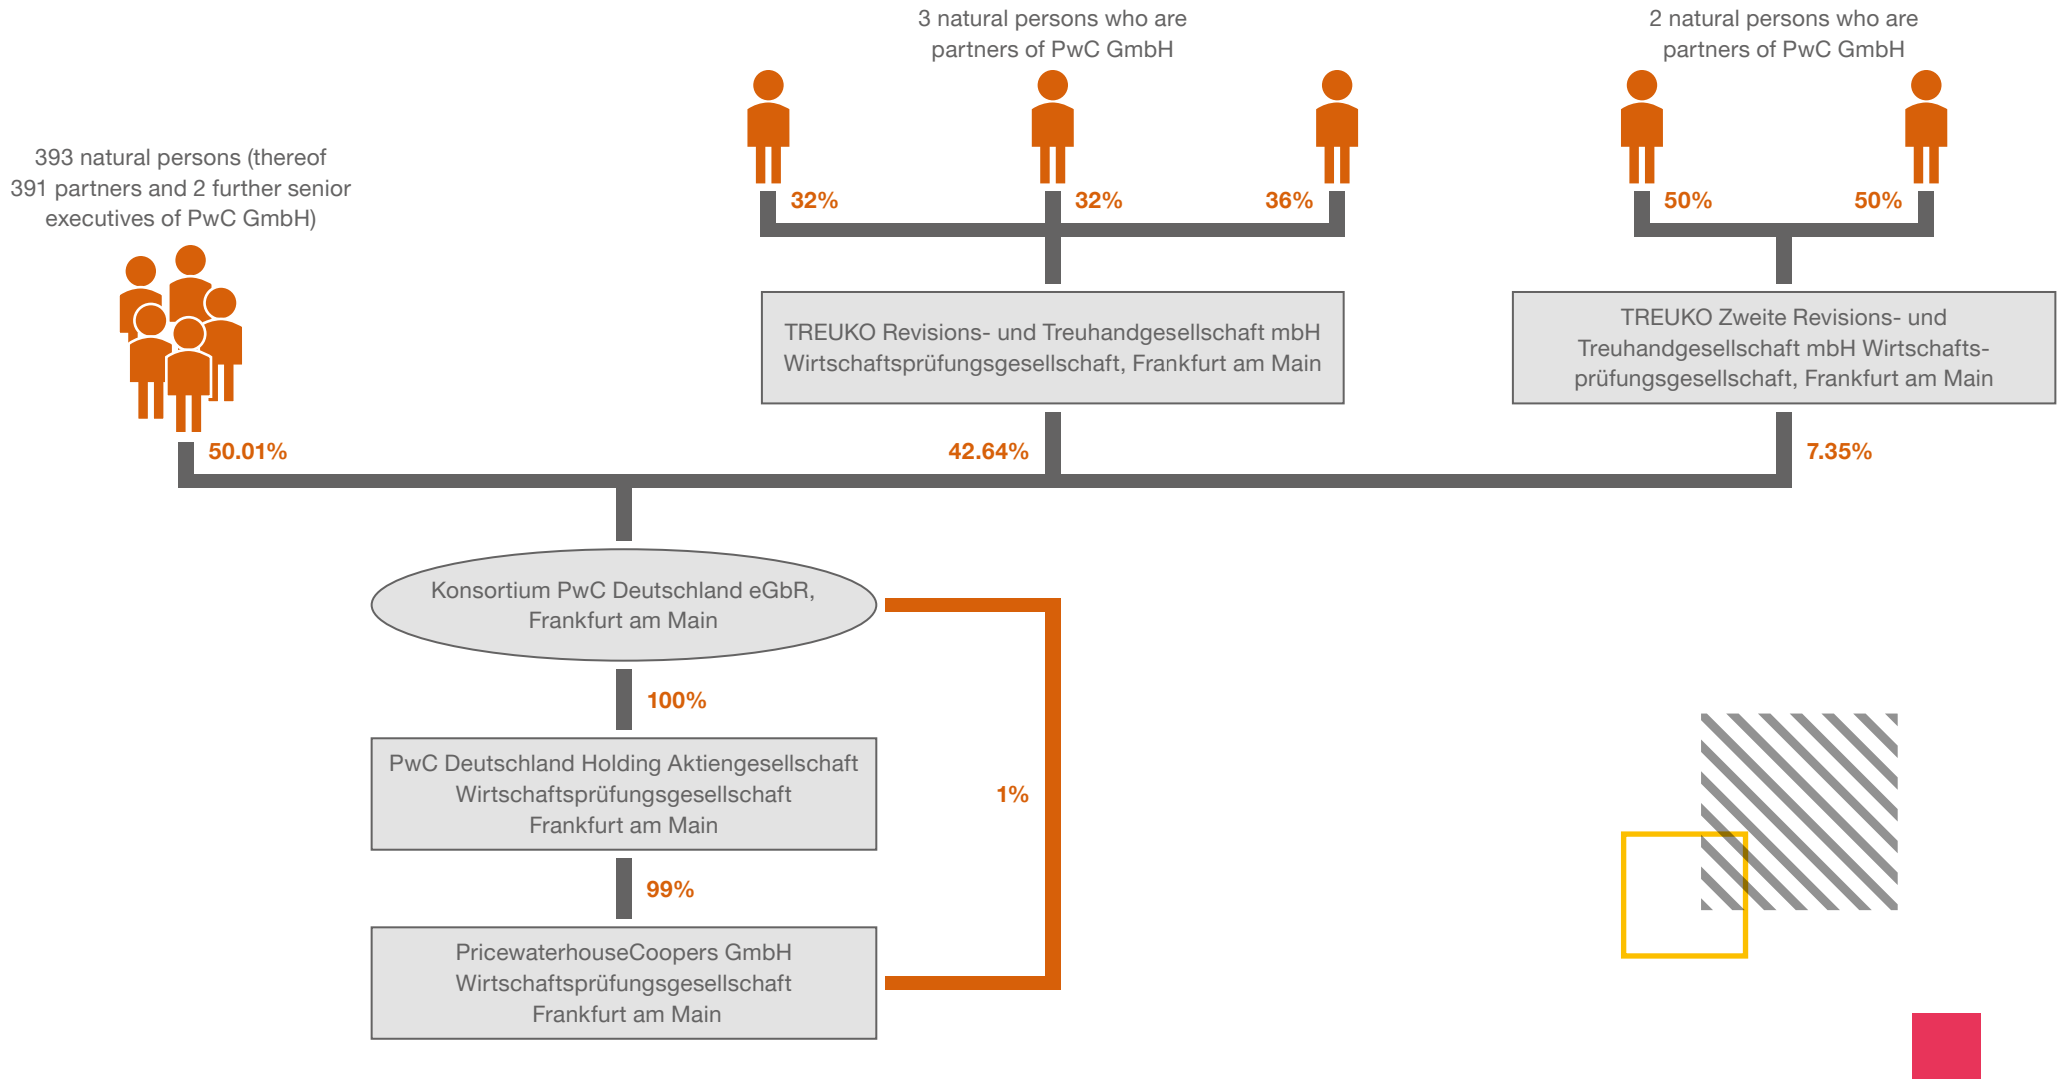 3 natural persons who are
partners of PwC GmbH
2 natural persons who are
partners of PwC GmbH
393 natural persons (thereof
391 partners and 2 further senior
executives of PwC GmbH)
32%
32%
36%
50%
50%
TREUKO Revisions- und Treuhandgesellschaft mbH
Wirtschaftsprüfungsgesellschaft, Frankfurt am Main
TREUKO Zweite Revisions- und
Treuhandgesellschaft mbH Wirtschafts-
prüfungsgesellschaft, Frankfurt am Main
50.01%
42.64%
7.35%
Konsortium PwC Deutschland eGbR,
Frankfurt am Main
100%
PwC Deutschland Holding Aktiengesellschaft
Wirtschaftsprüfungsgesellschaft
Frankfurt am Main
1%
99%
PricewaterhouseCoopers GmbH
Wirtschaftsprüfungsgesellschaft
Frankfurt am Main